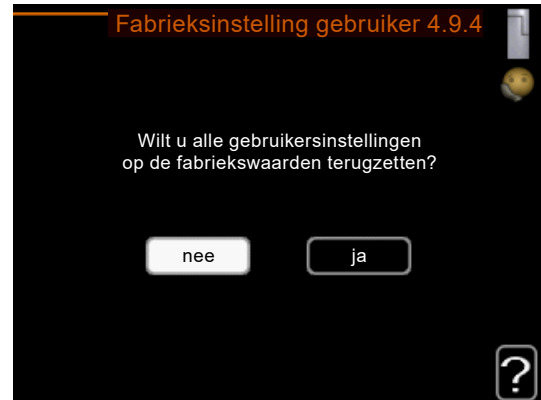 Fabrieksinstelling gebruiker 4.9.4
Wilt u alle gebruikersinstellingen
op de fabriekswaarden terugzetten?
nee
ja
?